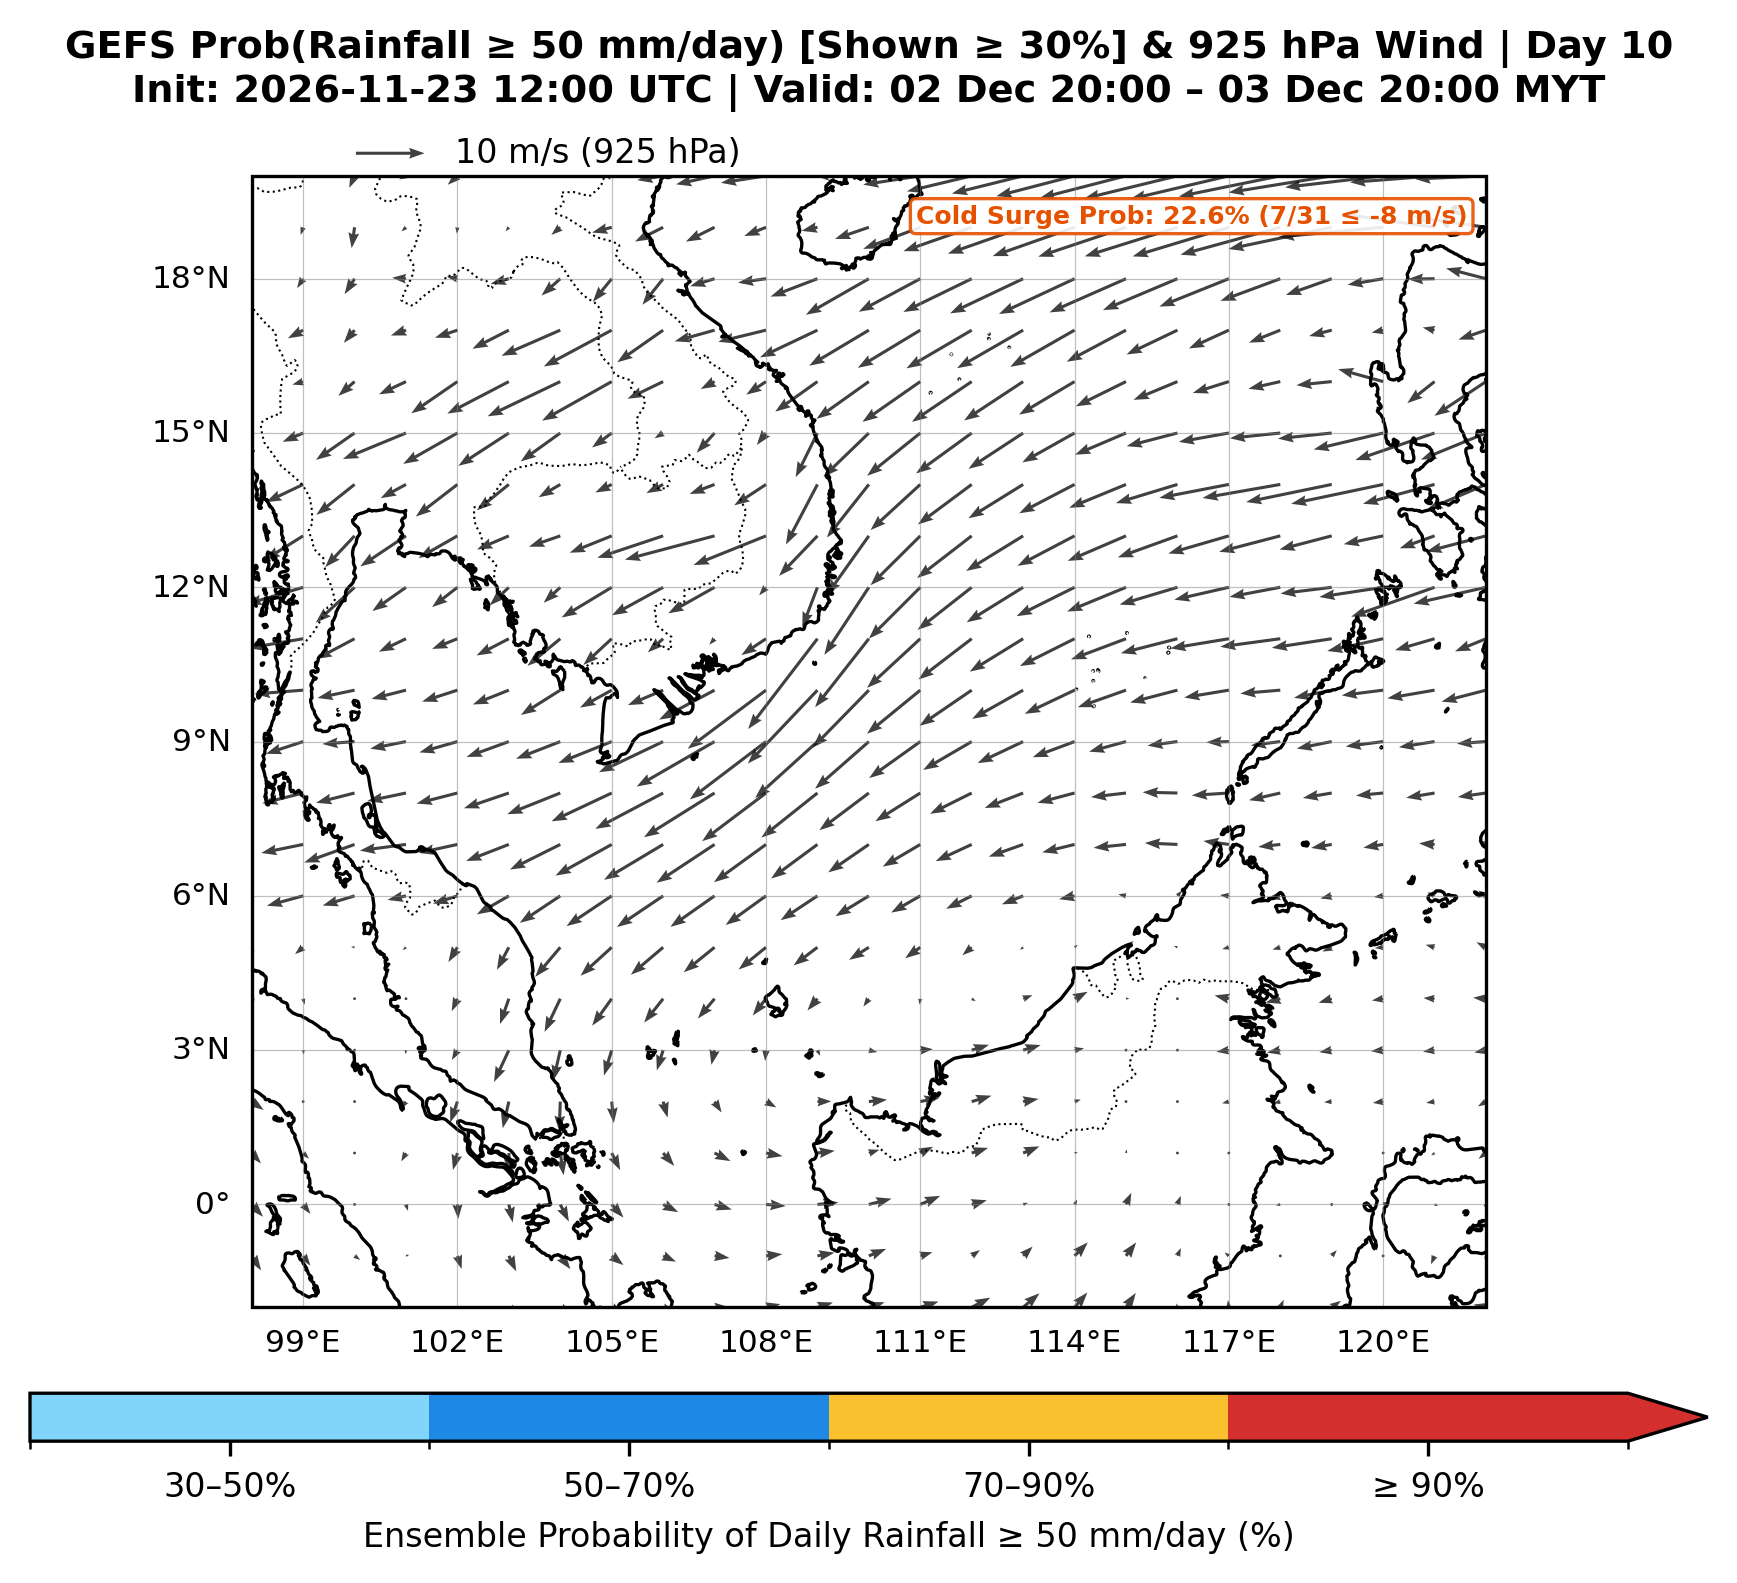 GEFS Prob(Rainfall ≥ 50 mm/day) [Shown ≥ 30%] & 925 hPa Wind | Day 10
Init: 2026-11-23 12:00 UTC | Valid: 02 Dec 20:00 – 03 Dec 20:00 MYT
10 m/s (925 hPa)
Cold Surge Prob: 22.6% (7/31 ≤ -8 m/s)
18°N
15°N
12°N
9°N
6°N
3°N
0°
99°E 102°E 105°E 108°E 111°E 114°E 117°E 120°E
30–50% 50–70% 70–90% ≥ 90%
Ensemble Probability of Daily Rainfall ≥ 50 mm/day (%)